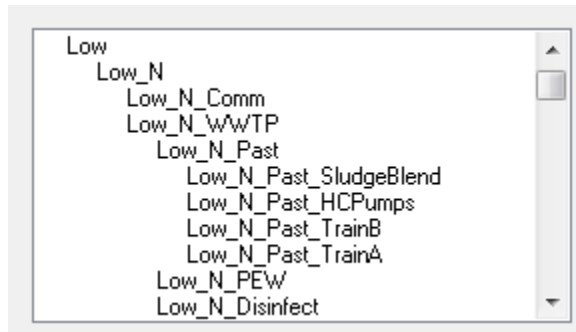 Low
Low_N
Low_N_Comm
Low_N_WWTP
Low_N_Past
Low_N_Past_SludgeBlend
Low_N_Past_HCPumps
Low_N_Past_TrainB
Low_N_Past_TrainA
Low_N_PEW
Low_N_Disinfect